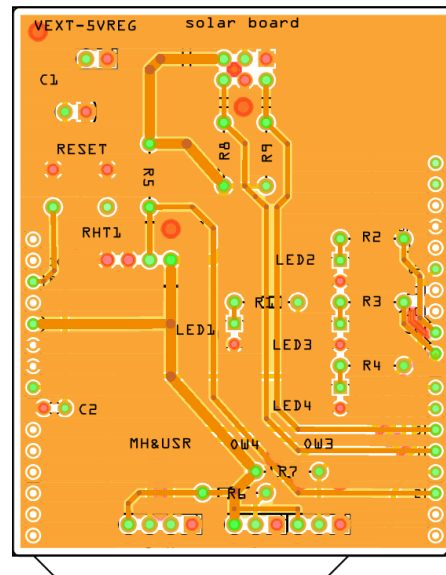 VEXT-5VREG solar board
C1
RESET
R8
R9
R5
RHT1
R2
LED2
R1
R3
LED1
LED3
R4
LED4
C2
MH&USR
OW4
OW3
R7
R6